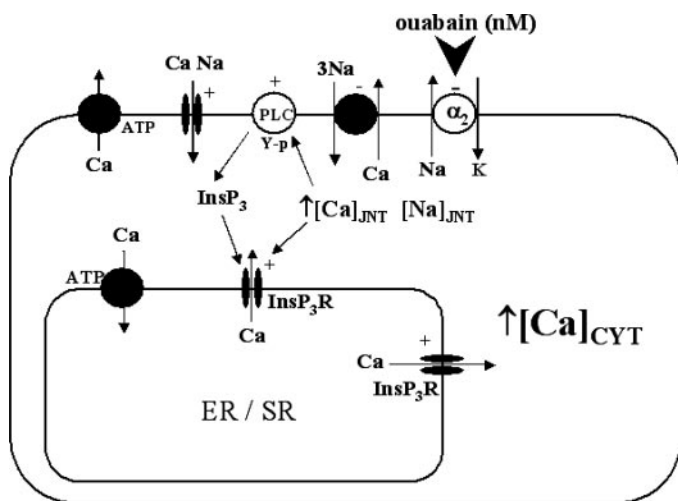 ouabain (nM)
Ca Na
+
+
3Na
-
-
ATP
PLC
α₂
Ca
Y-p
Ca
Na
K
InsP₃
↑[Ca]JNT [Na]JNT
Ca
ATP
+
InsP₃R
Ca
↑[Ca]CYT
+
Ca
InsP₃R
ER / SR